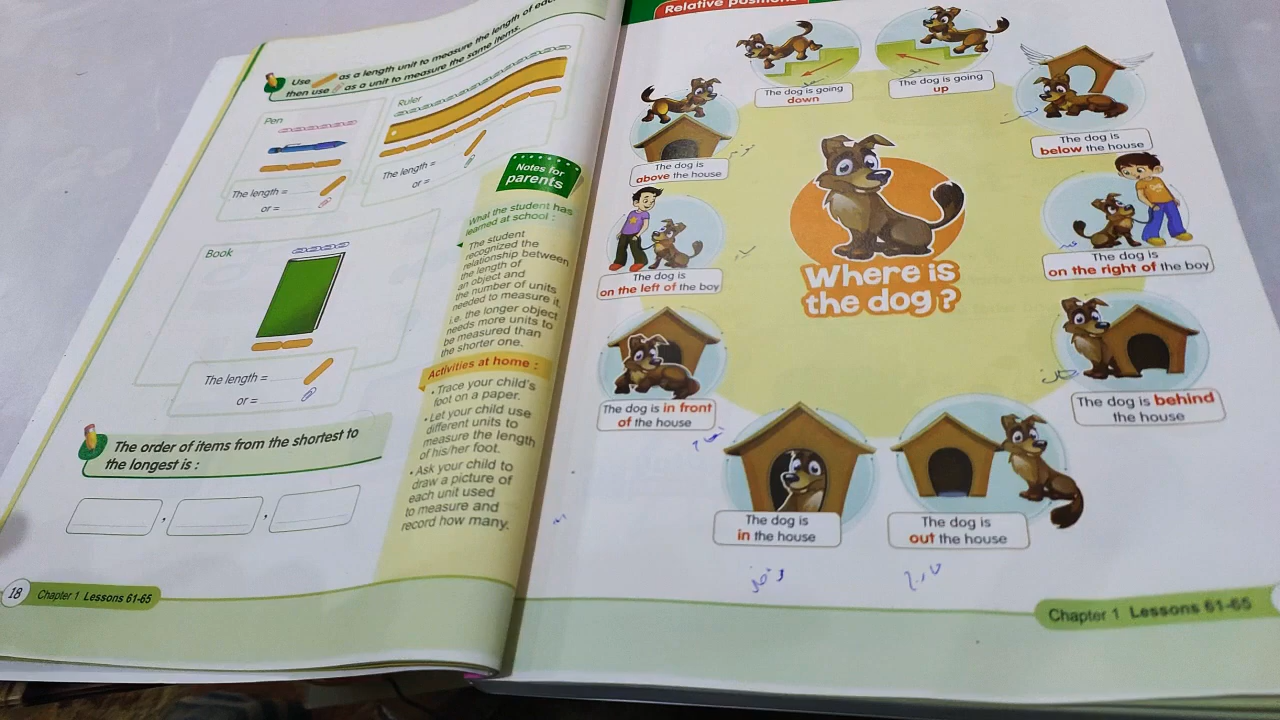 Use as a length unit to measure the length of
then use as a unit to measure the same items.
Pen
The length =
or =
Ruler
The length =
or =
Book
The length =
or =
The order of items from the shortest to
the longest is :
, ,
Notes for
parents
What the student has
learned at school :
The student
recognized the
relationship between
the length of
an object and
the number of units
needed to measure it,
i.e. the longer object
needs more units to
be measured than
the shorter one.
Activities at home :
• Trace your child's
foot on a paper.
• Let your child use
different units to
measure the length
of his/her foot.
• Ask your child to
draw a picture of
each unit used
to measure and
record how many.
18
Chapter 1 Lessons 61-65
Relative positions
The dog is going
down
The dog is going
up
The dog is
above the house
The dog is
below the house
The dog is
on the left of the boy
The dog is
on the right of the boy
Where is
the dog ?
The dog is in front
of the house
The dog is behind
the house
The dog is
in the house
The dog is
out the house
Chapter 1 Lessons 61-65